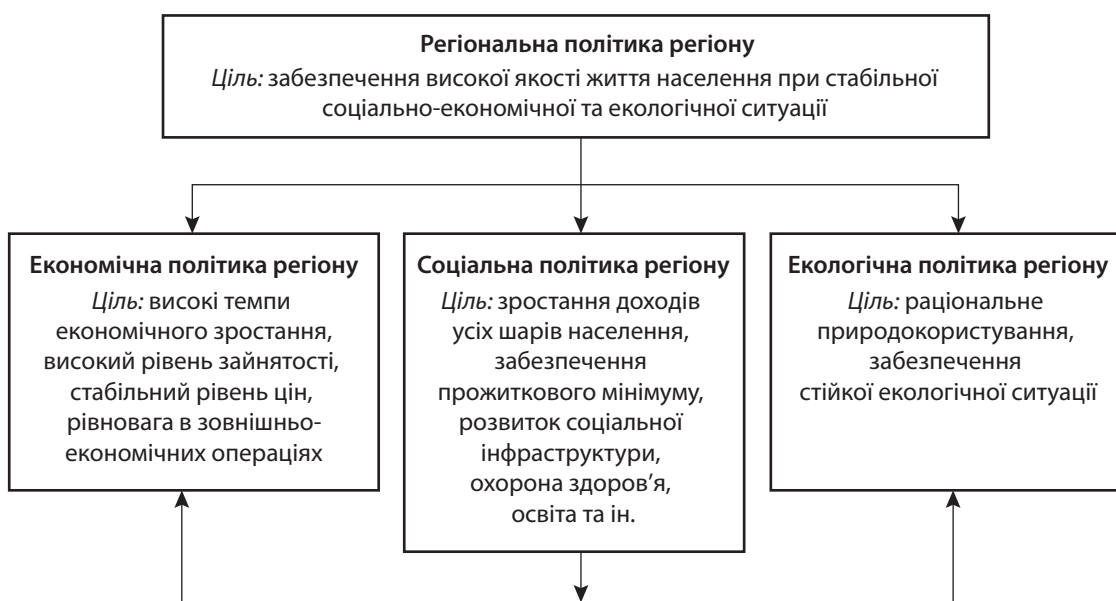 Регіональна політика регіону
Ціль: забезпечення високої якості життя населення при стабільної
соціально-економічної та екологічної ситуації
Економічна політика регіону
Ціль: високі темпи
економічного зростання,
високий рівень зайнятості,
стабільний рівень цін,
рівновага в зовнішньо-
економічних операціях
Соціальна політика регіону
Ціль: зростання доходів
усіх шарів населення,
забезпечення
прожиткового мінімуму,
розвиток соціальної
інфраструктури,
охорона здоров’я,
освіта та ін.
Екологічна політика регіону
Ціль: раціональне
природокористування,
забезпечення
стійкої екологічної ситуації